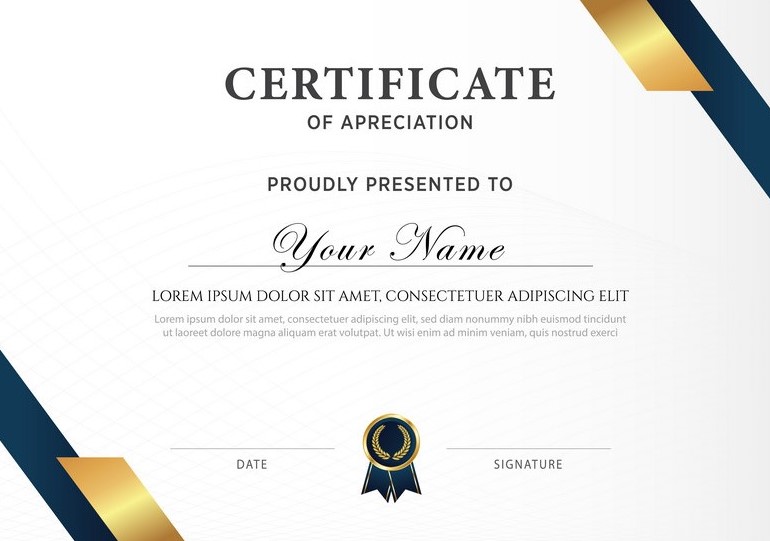 CERTIFICATE
OF APRECIATION
PROUDLY PRESENTED TO
Your Name
LOREM IPSUM DOLOR SIT AMET, CONSECTETUER ADIPISCING ELIT
Lorem ipsum dolor sit amet, consectetuer adipiscing elit, sed diam nonummy nibh euismod tincidunt
ut laoreet dolore magna aliquam erat volutpat. Ut wisi enim ad minim veniam, quis nostrud exerci
DATE
SIGNATURE